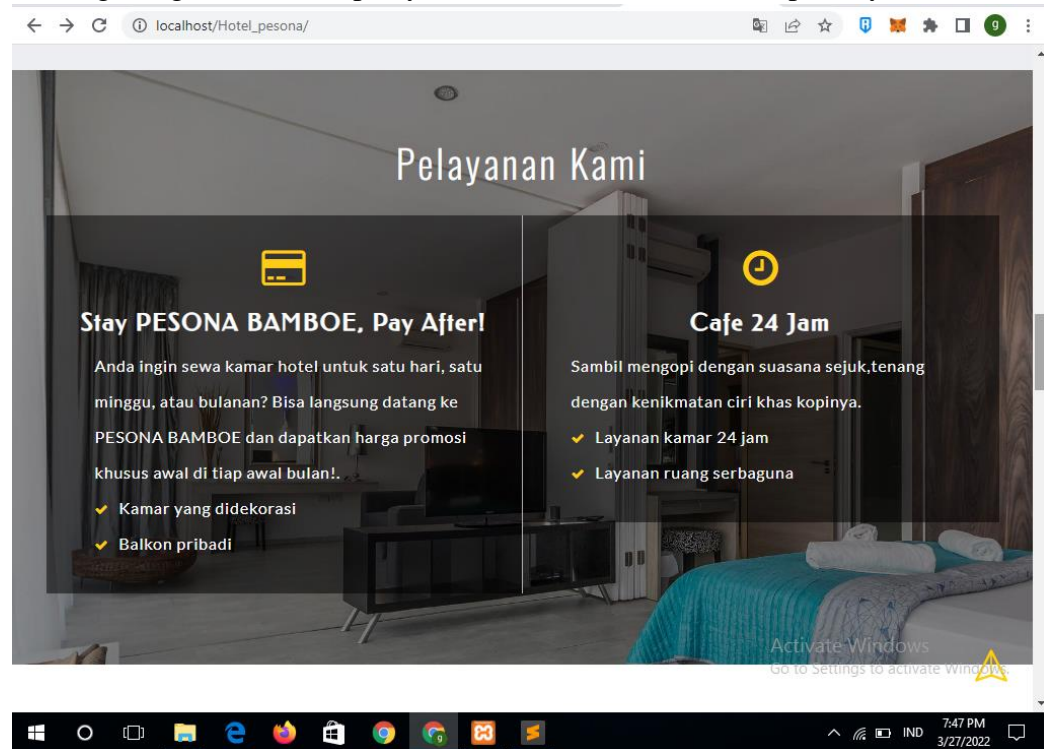 localhost/Hotel_pesona/
g
Pelayanan Kami
Stay PESONA BAMBOE, Pay After!
Anda ingin sewa kamar hotel untuk satu hari, satu
minggu, atau bulanan? Bisa langsung datang ke
PESONA BAMBOE dan dapatkan harga promosi
khusus awal di tiap awal bulan!.
Kamar yang didekorasi
Balkon pribadi
Cafe 24 Jam
Sambil mengopi dengan suasana sejuk,tenang
dengan kenikmatan ciri khas kopinya.
Layanan kamar 24 jam
Layanan ruang serbaguna
Activate Windows
Go to Settings to activate Windows.
IND
7:47 PM
3/27/2022